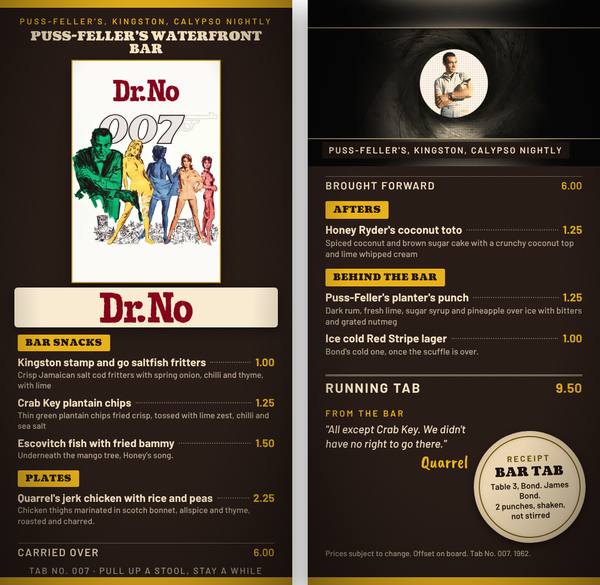 PUSS-FELLER'S, KINGSTON, CALYPSO NIGHTLY
PUSS-FELLER'S WATERFRONT
BAR
Dr. No
007
Dr. No
BAR SNACKS
Kingston stamp and go saltfish fritters 1.00
Crisp Jamaican salt cod fritters with spring onion, chilli and thyme,
with lime
Crab Key plantain chips 1.25
Thin green plantain chips fried crisp, tossed with lime zest, chilli and
sea salt
Escovitch fish with fried bammy 1.50
Underneath the mango tree, Honey's song.
PLATES
Quarrel's jerk chicken with rice and peas 2.25
Chicken thighs marinated in scotch bonnet, allspice and thyme,
roasted and charred.
CARRIED OVER 6.00
TAB NO. 007 · PULL UP A STOOL, STAY A WHILE
PUSS-FELLER'S, KINGSTON, CALYPSO NIGHTLY
BROUGHT FORWARD 6.00
AFTERS
Honey Ryder's coconut toto 1.25
Spiced coconut and brown sugar cake with a crunchy coconut top
and lime whipped cream
BEHIND THE BAR
Puss-Feller's planter's punch 1.25
Dark rum, fresh lime, sugar syrup and pineapple over ice with bitters
and grated nutmeg
Ice cold Red Stripe lager 1.00
Bond's cold one, once the scuffle is over.
RUNNING TAB 9.50
FROM THE BAR
"All except Crab Key. We didn't
have no right to go there."
Quarrel
RECEIPT
BAR TAB
Table 3, Bond. James
Bond.
2 punches, shaken,
not stirred
Prices subject to change. Offset on board. Tab No. 007. 1962.